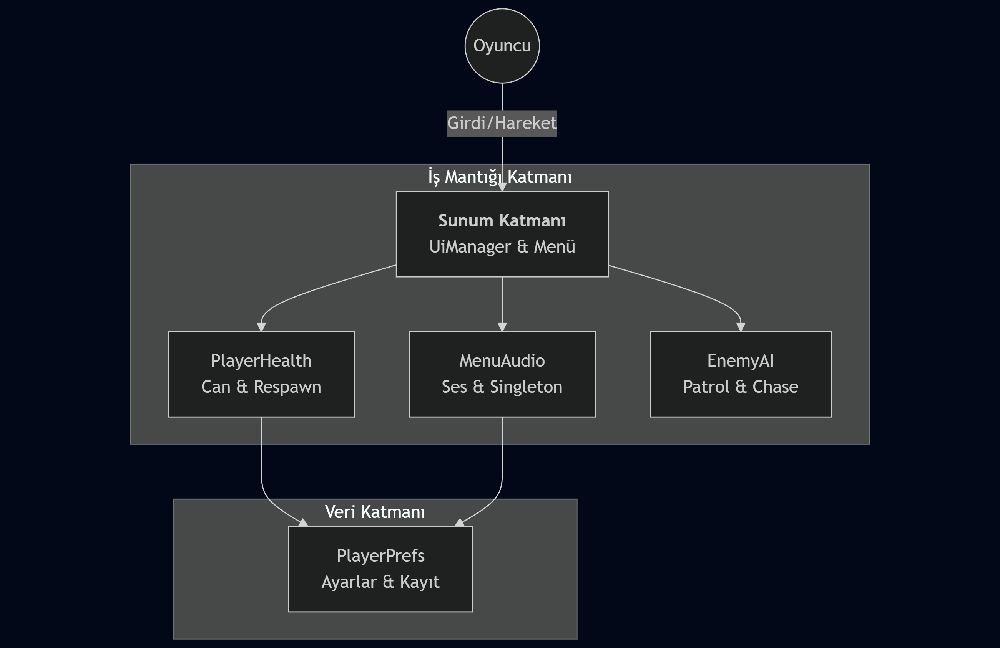 Oyuncu
Girdi/Hareket
İş Mantığı Katmanı
Sunum Katmanı
UiManager & Menü
PlayerHealth
Can & Respawn
MenuAudio
Ses & Singleton
EnemyAI
Patrol & Chase
Veri Katmanı
PlayerPrefs
Ayarlar & Kayıt